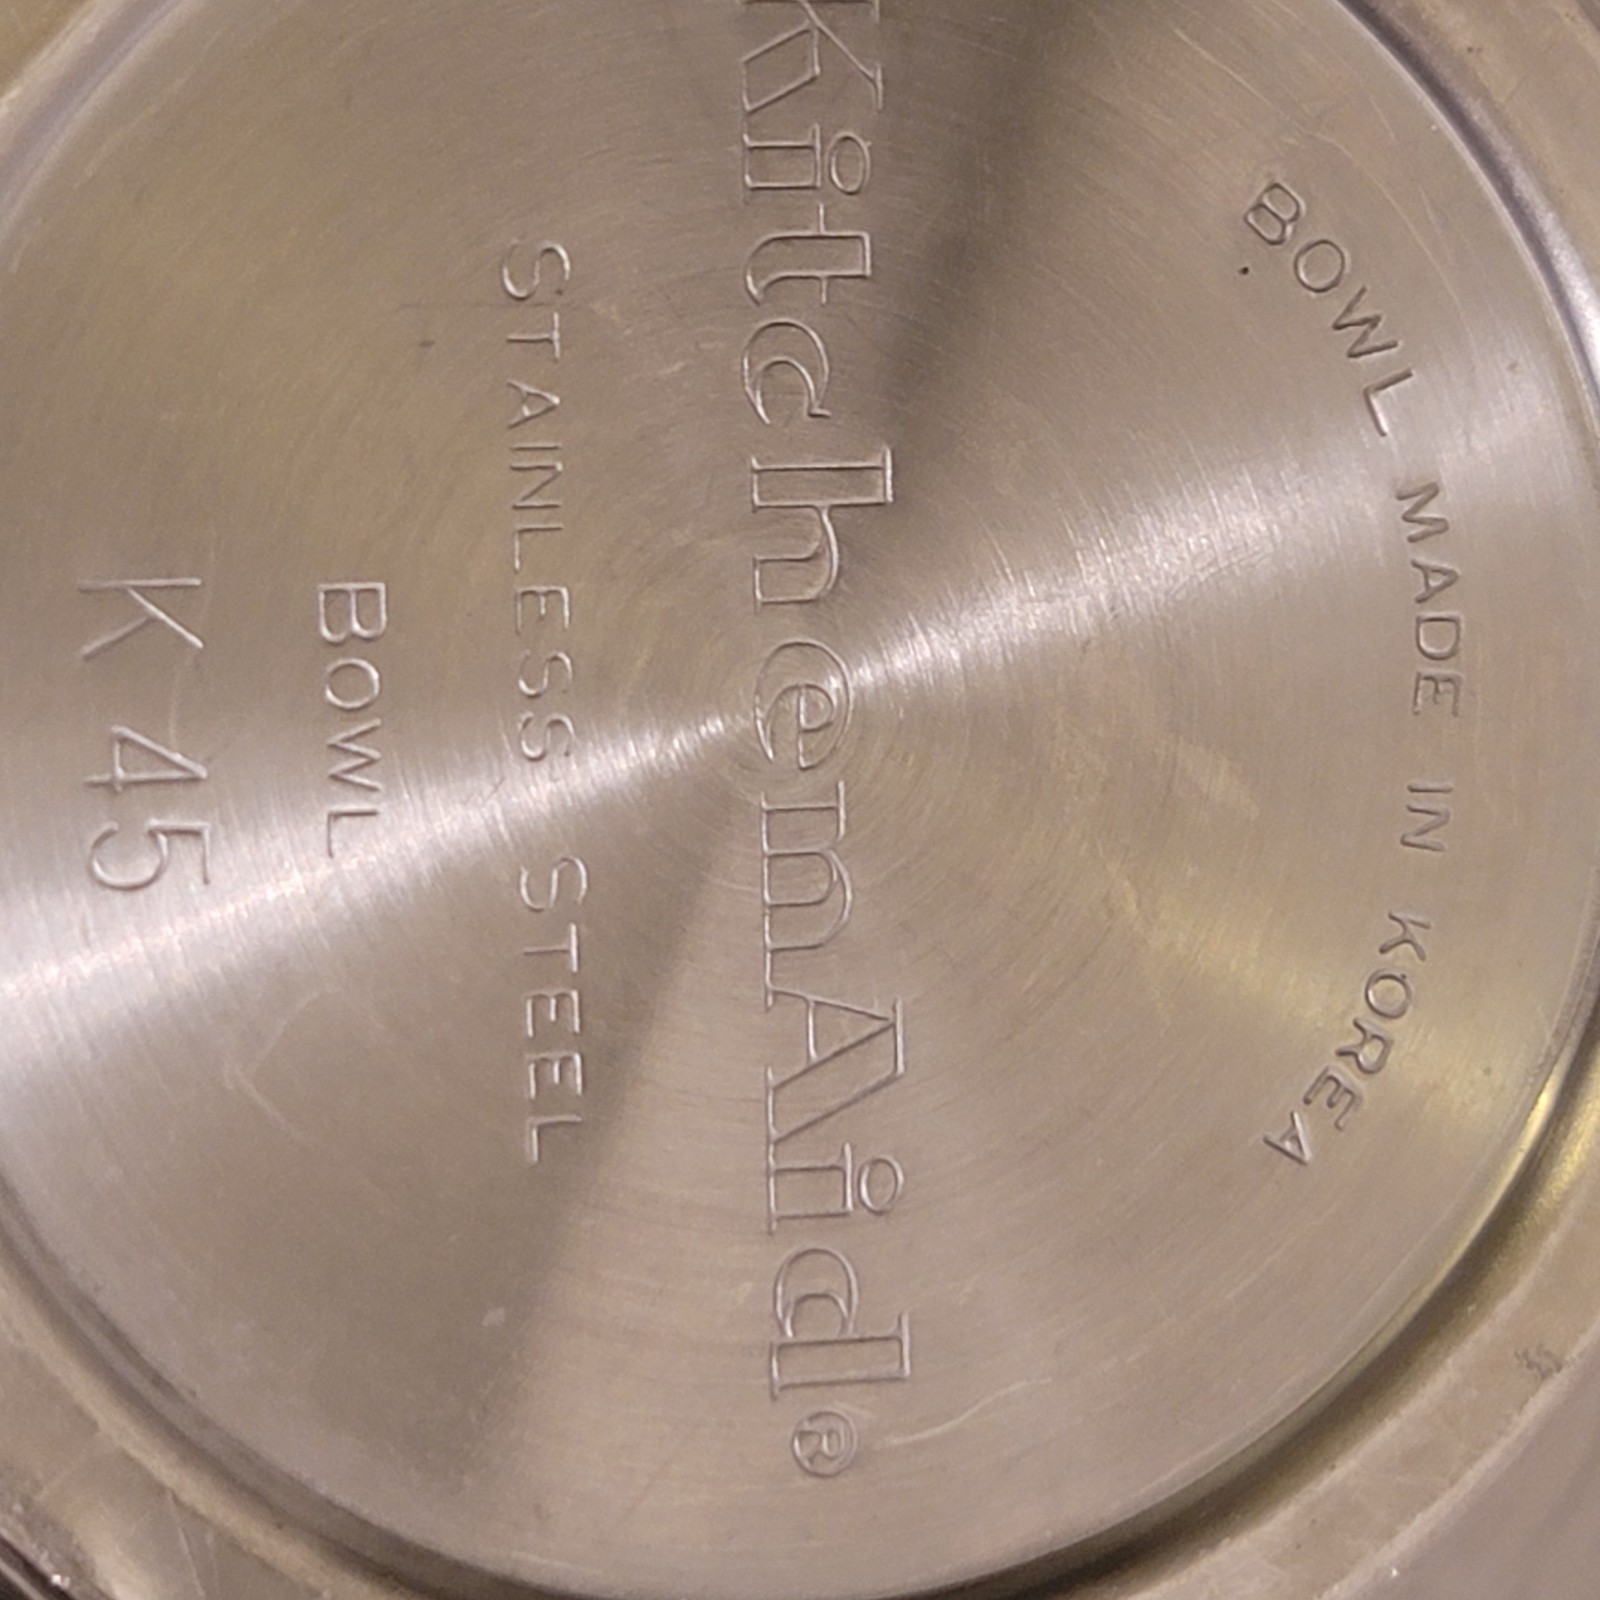 BOWL MADE IN KOREA
KitchenAid®
STAINLESS STEEL
BOWL
K45